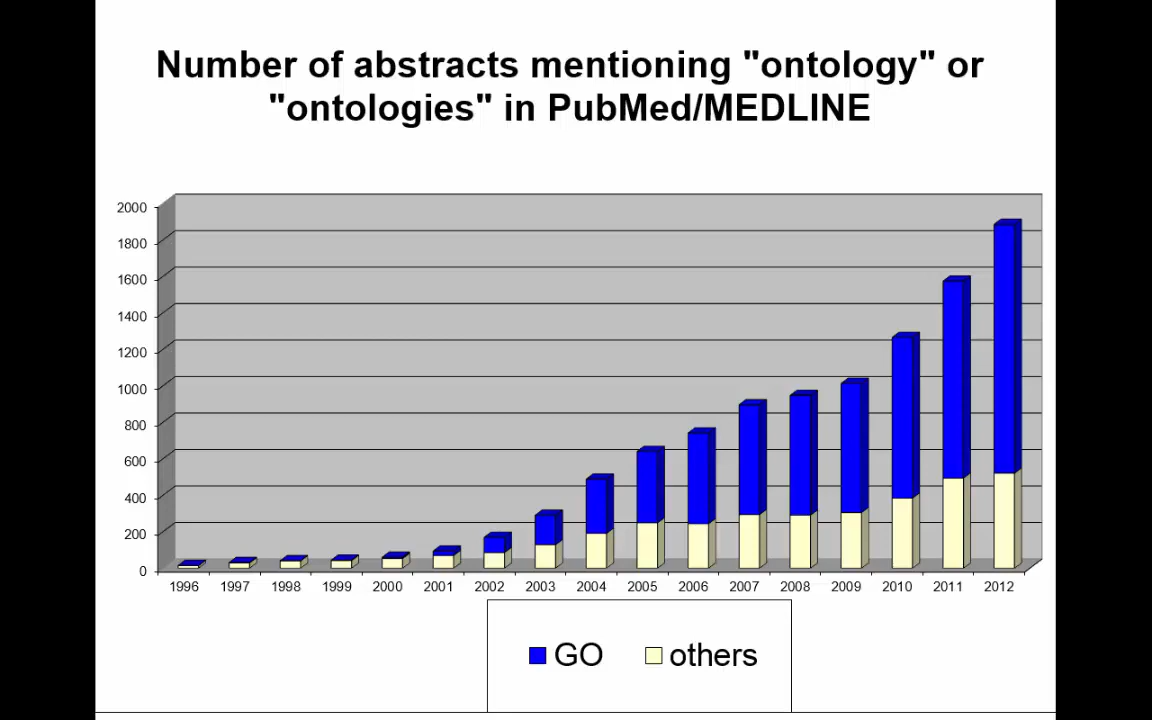 Number of abstracts mentioning "ontology" or
"ontologies" in PubMed/MEDLINE
2000
1800
1600
1400
1200
1000
800
600
400
200
0
1996 1997 1998 1999 2000 2001 2002 2003 2004 2005 2006 2007 2008 2009 2010 2011 2012
GO others